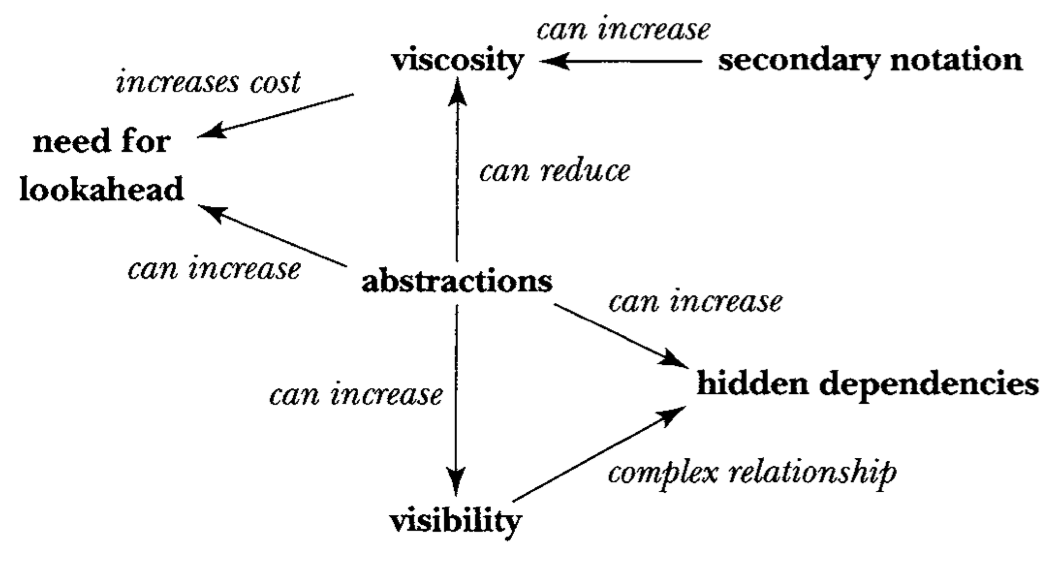 can increase
viscosity
secondary notation
increases cost
need for
lookahead
can reduce
can increase
abstractions
can increase
can increase
hidden dependencies
complex relationship
visibility